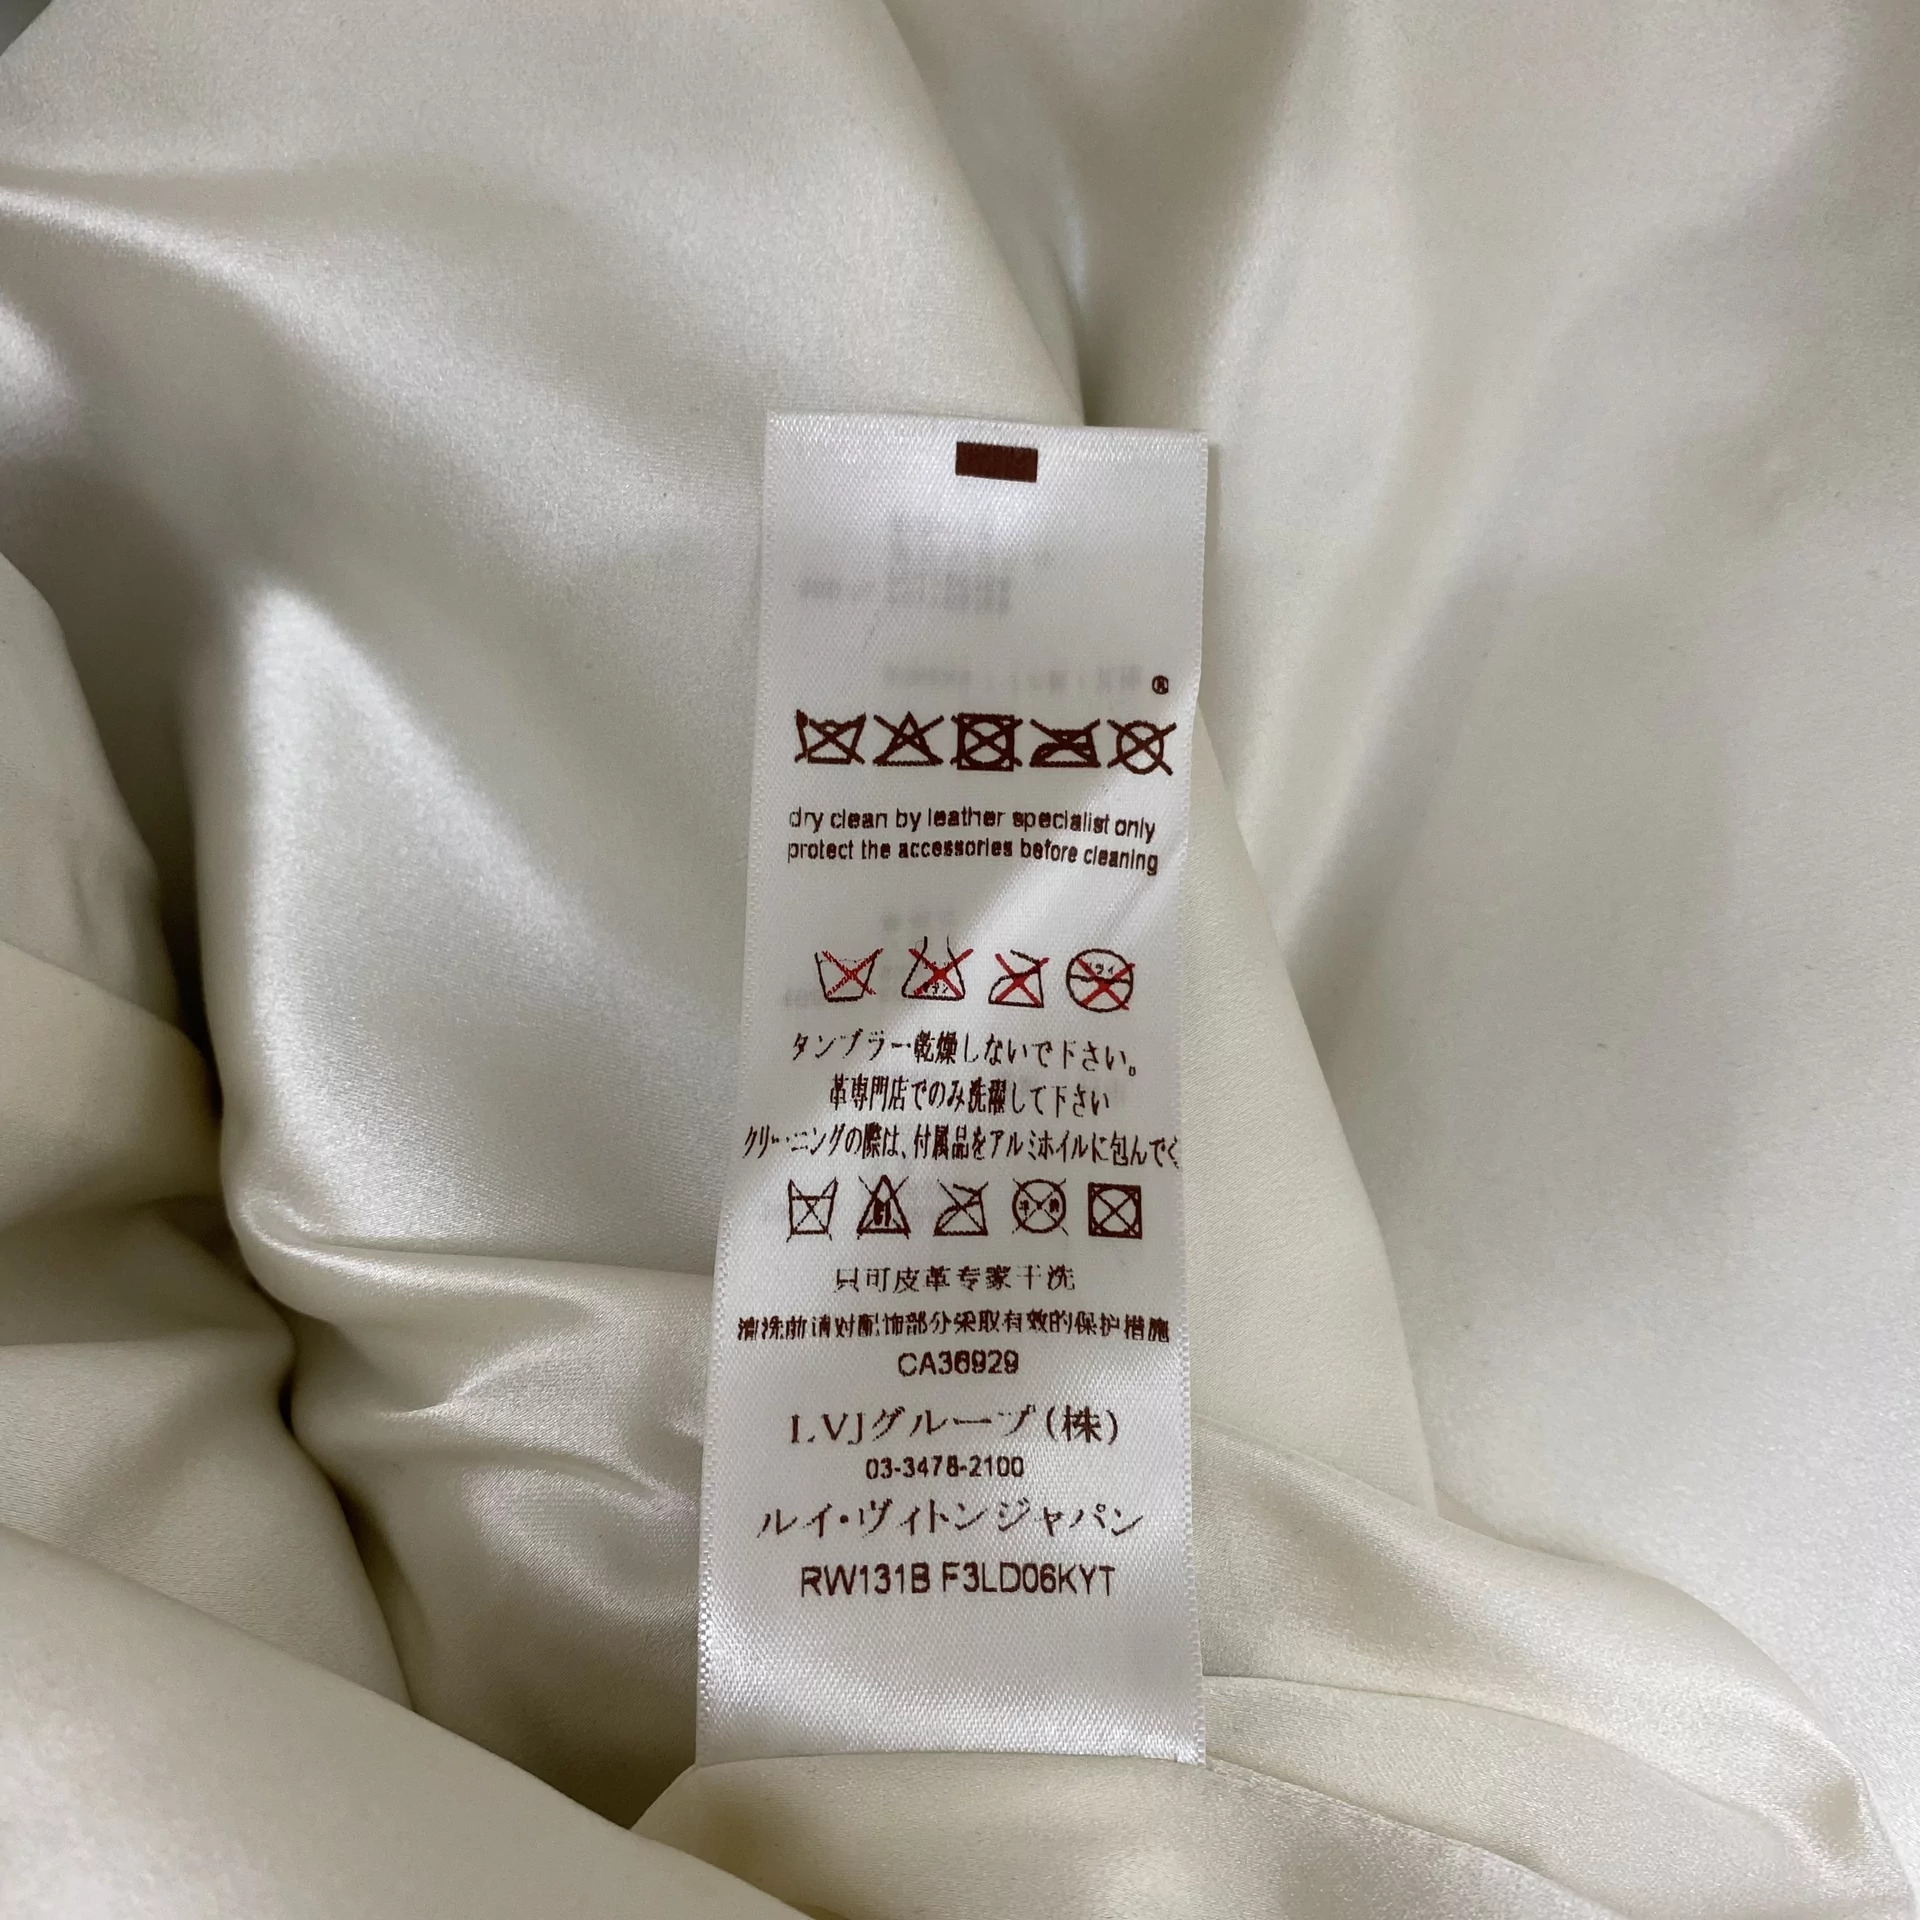 ®
dry clean by leather specialist only
protect the accessories before cleaning
タンブラー乾燥しないで下さい。
革専門店でのみ洗濯して下さい
クリーニングの際は、付属品をアルミホイルに包んでく
只可皮革专家干洗
清洗前请对配饰部分采取有效的保护措施
CA36929
LVJグループ(株)
03-3478-2100
ルイ・ヴィトンジャパン
RW131B F3LD06KYT